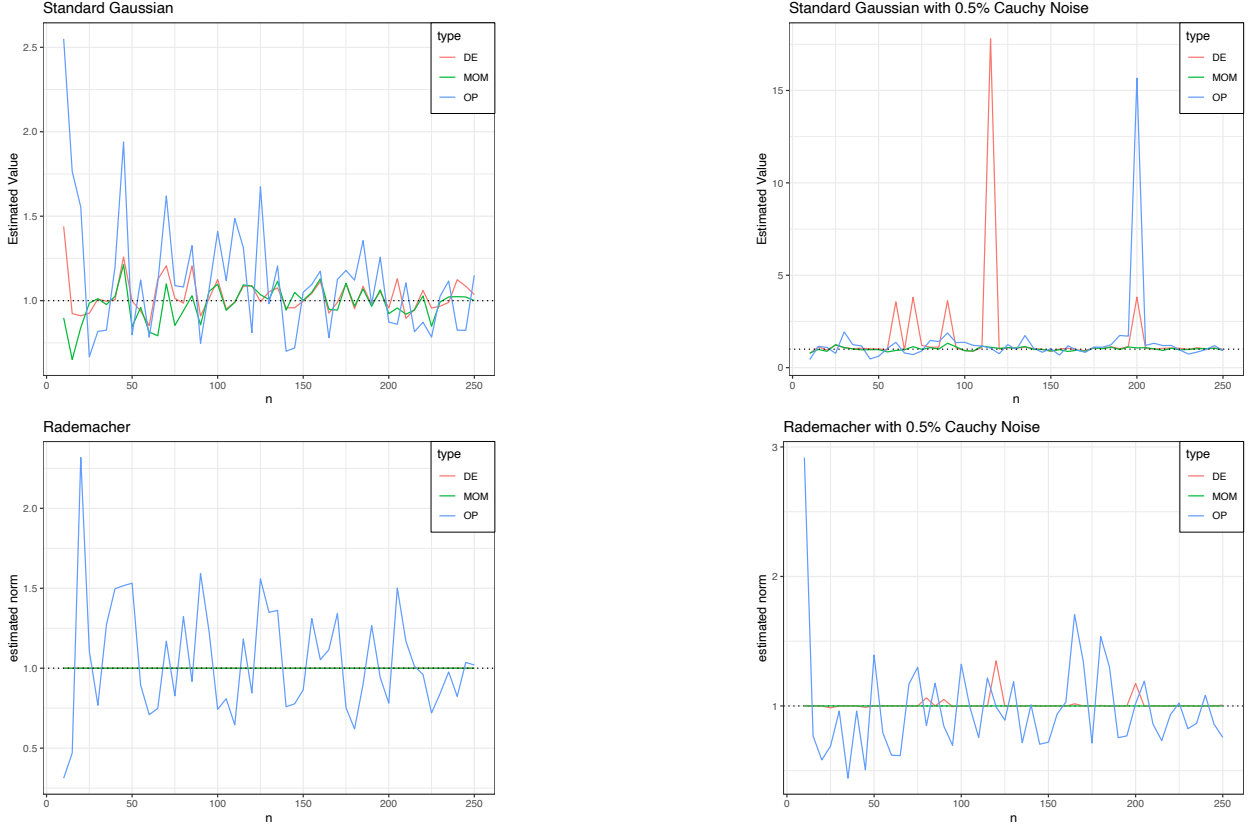 Standard Gaussian
Estimated Value
2.5
2.0
1.5
1.0
0
50
100
150
200
250
n
type
DE
MOM
OP
Standard Gaussian with 0.5% Cauchy Noise
Estimated Value
15
10
5
0
0
50
100
150
200
250
n
type
DE
MOM
OP
Rademacher
estimated norm
2.0
1.5
1.0
0.5
0
50
100
150
200
250
n
type
DE
MOM
OP
Rademacher with 0.5% Cauchy Noise
estimated norm
3
2
1
0
50
100
150
200
250
n
type
DE
MOM
OP